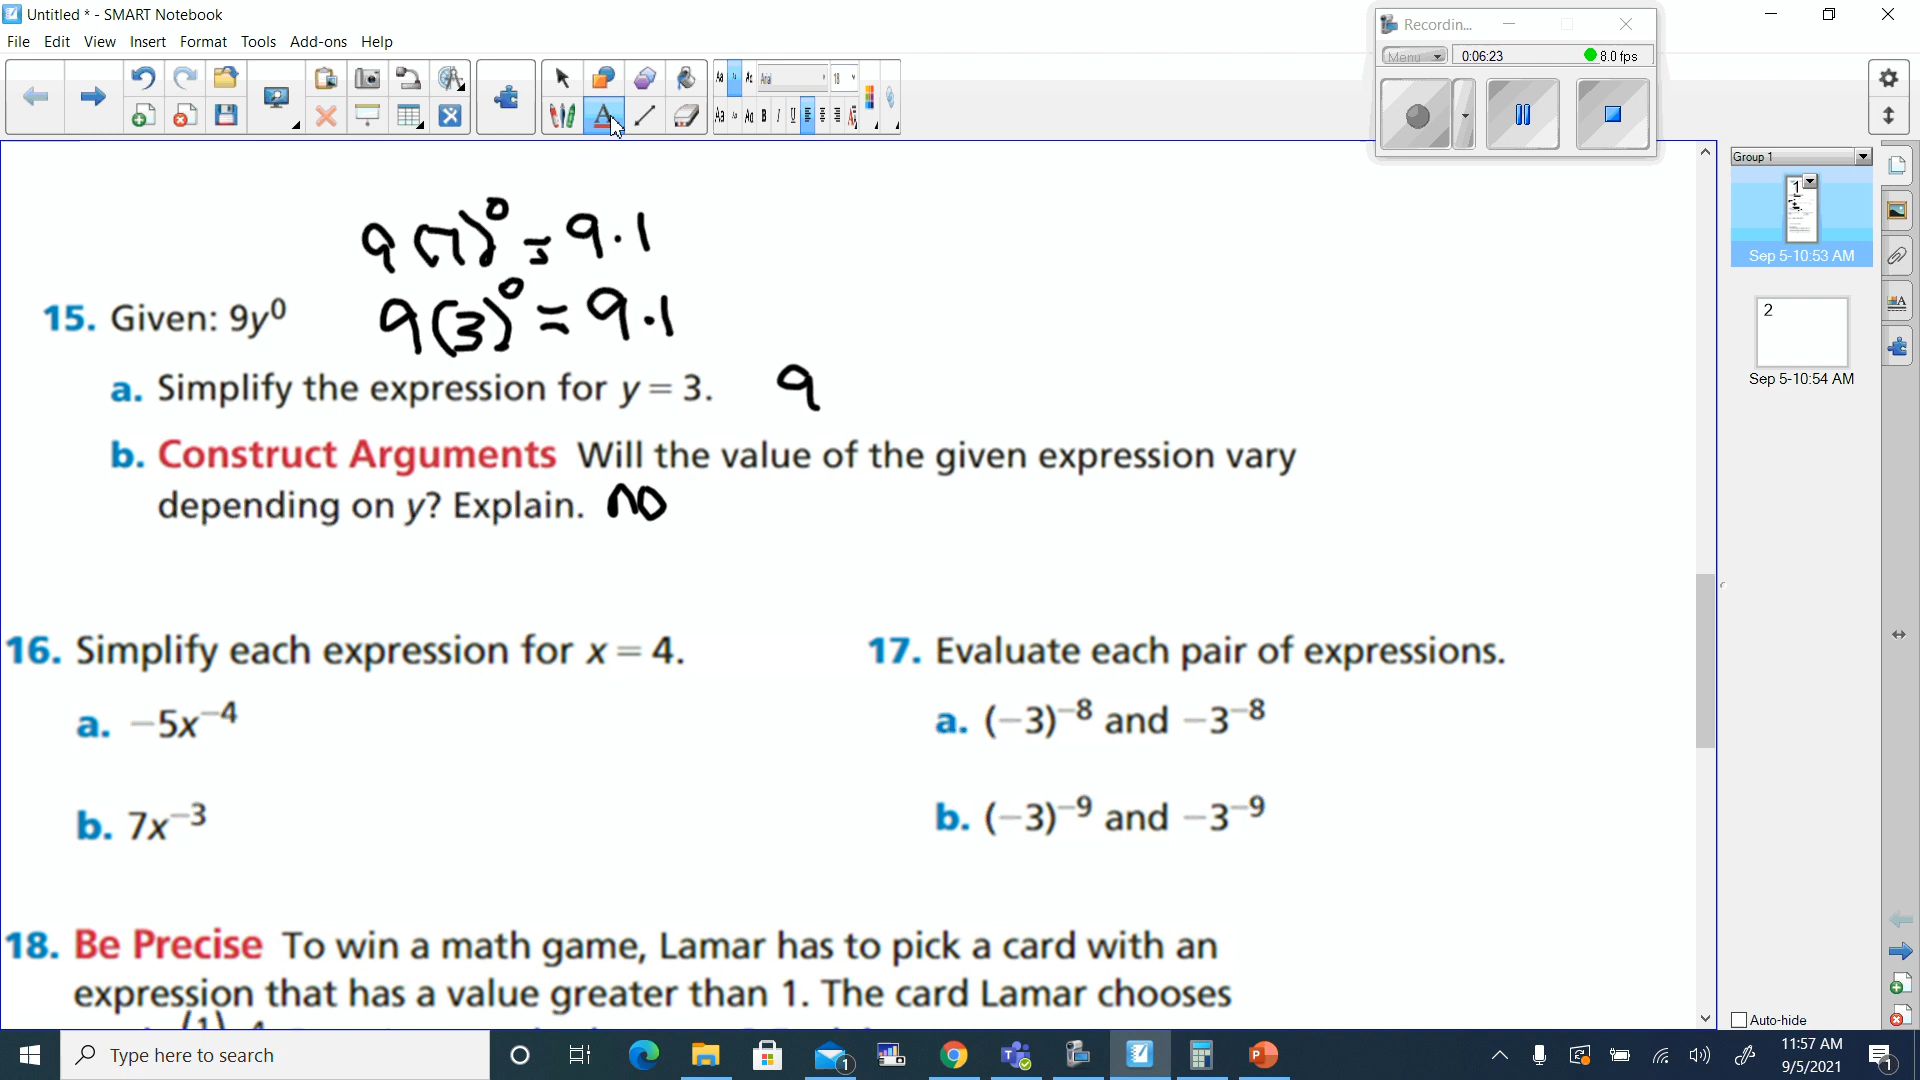 Untitled * - SMART Notebook
File Edit View Insert Format Tools Add-ons Help
Recordin...
Menu 0:06:23 8.0 fps
Arial 18
Group 1
1
Sep 5-10:53 AM
2
Sep 5-10:54 AM
9(7)⁰ = 9·1
15. Given: 9y⁰ 9(3)⁰ = 9·1
a. Simplify the expression for y = 3. 9
b. Construct Arguments Will the value of the given expression vary
depending on y? Explain. no
16. Simplify each expression for x = 4.
a. −5x⁻⁴
b. 7x⁻³
17. Evaluate each pair of expressions.
a. (−3)⁻⁸ and −3⁻⁸
b. (−3)⁻⁹ and −3⁻⁹
18. Be Precise To win a math game, Lamar has to pick a card with an
expression that has a value greater than 1. The card Lamar chooses
Auto-hide
Type here to search
1
11:57 AM
9/5/2021
1